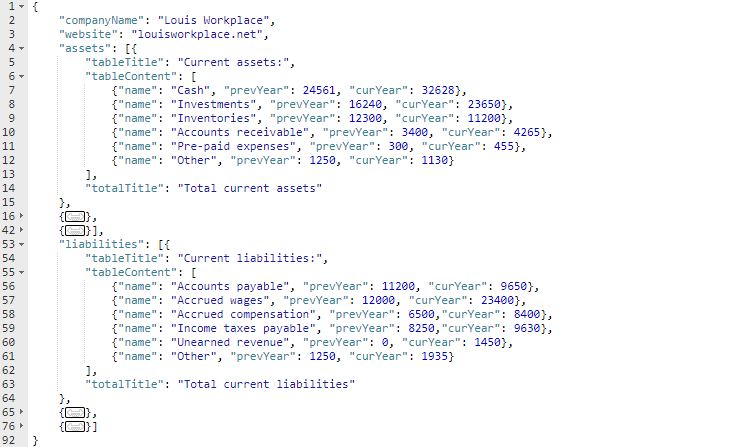 1 {
2 "companyName": "Louis Workplace",
3 "website": "louisworkplace.net",
4 "assets": [{
5 "tableTitle": "Current assets:",
6 "tableContent": [
7 {"name": "Cash", "prevYear": 24561, "curYear": 32628},
8 {"name": "Investments", "prevYear": 16240, "curYear": 23650},
9 {"name": "Inventories", "prevYear": 12300, "curYear": 11200},
10 {"name": "Accounts receivable", "prevYear": 3400, "curYear": 4265},
11 {"name": "Pre-paid expenses", "prevYear": 300, "curYear": 455},
12 {"name": "Other", "prevYear": 1250, "curYear": 1130}
13 ],
14 "totalTitle": "Total current assets"
15 },
16 {},
42 {}],
53 "liabilities": [{
54 "tableTitle": "Current liabilities:",
55 "tableContent": [
56 {"name": "Accounts payable", "prevYear": 11200, "curYear": 9650},
57 {"name": "Accrued wages", "prevYear": 12000, "curYear": 23400},
58 {"name": "Accrued compensation", "prevYear": 6500,"curYear": 8400},
59 {"name": "Income taxes payable", "prevYear": 8250,"curYear": 9630},
60 {"name": "Unearned revenue", "prevYear": 0, "curYear": 1450},
61 {"name": "Other", "prevYear": 1250, "curYear": 1935}
62 ],
63 "totalTitle": "Total current liabilities"
64 },
65 {},
76 {}]
92 }